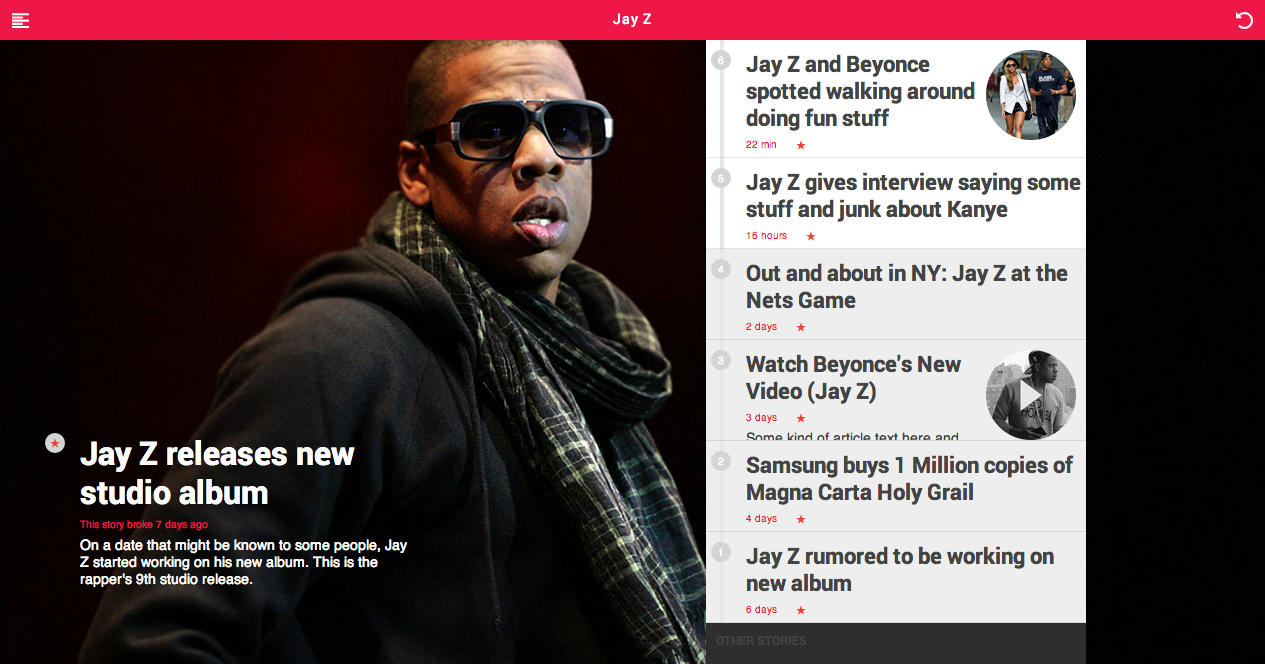 Jay Z
Jay Z releases new
studio album
This story broke 7 days ago
On a date that might be known to some people, Jay
Z started working on his new album. This is the
rapper's 9th studio release.
6
Jay Z and Beyonce
spotted walking around
doing fun stuff
22 min
5
Jay Z gives interview saying some
stuff and junk about Kanye
16 hours
4
Out and about in NY: Jay Z at the
Nets Game
2 days
3
Watch Beyonce's New
Video (Jay Z)
3 days
Some kind of article text here and
2
Samsung buys 1 Million copies of
Magna Carta Holy Grail
4 days
1
Jay Z rumored to be working on
new album
6 days
OTHER STORIES